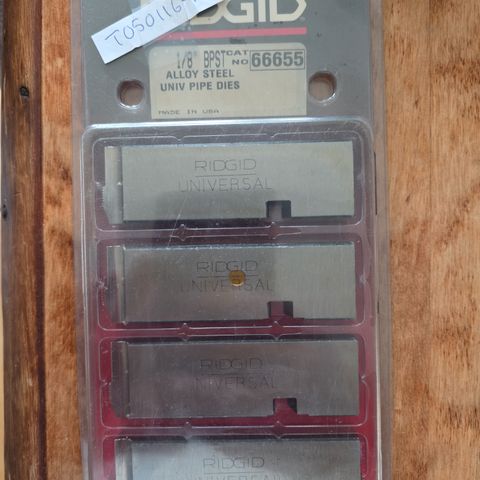 RIDGID
T050116
1/8" BPST CAT NO 66655
ALLOY STEEL
UNIV PIPE DIES
MADE IN USA
RIDGID
UNIVERSAL
RIDGID
UNIVERSAL
RIDGID
UNIVERSAL
RIDGID